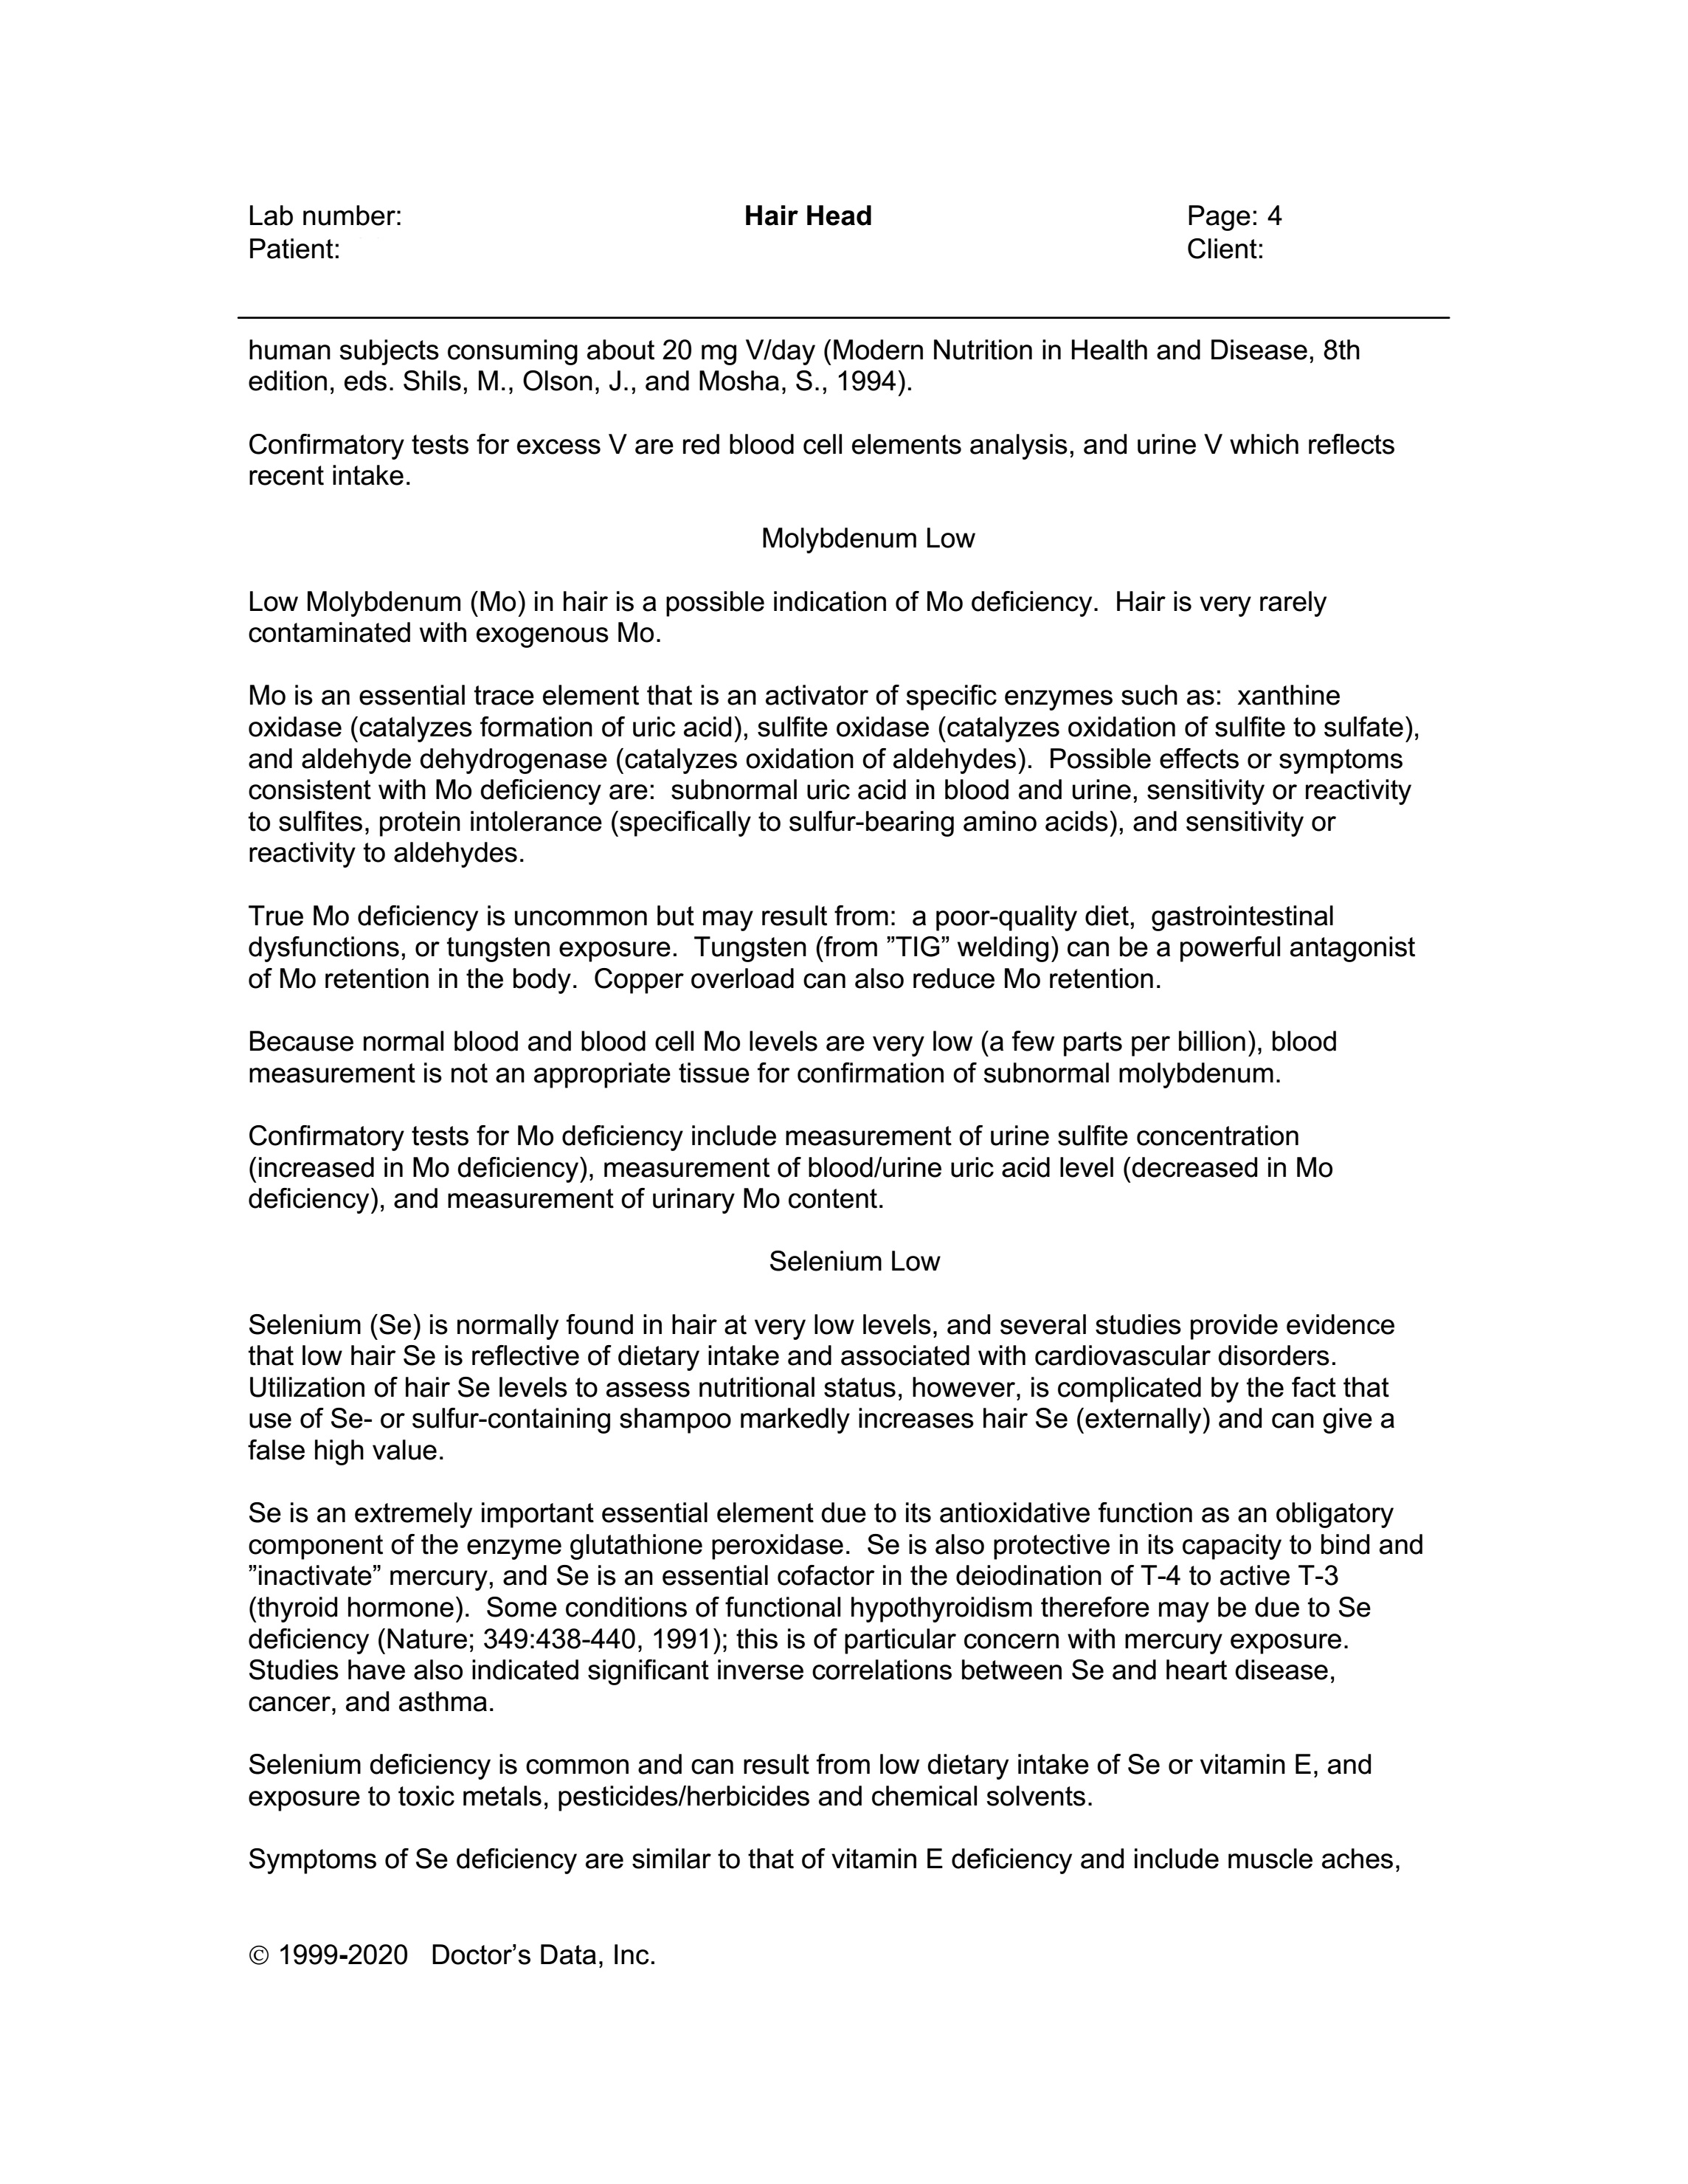 Lab number:
Hair Head
Page: 4
Patient:
Client:
human subjects consuming about 20 mg V/day (Modern Nutrition in Health and Disease, 8th
edition, eds. Shils, M., Olson, J., and Mosha, S., 1994).
Confirmatory tests for excess V are red blood cell elements analysis, and urine V which reflects
recent intake.
Molybdenum Low
Low Molybdenum (Mo) in hair is a possible indication of Mo deficiency.  Hair is very rarely
contaminated with exogenous Mo.
Mo is an essential trace element that is an activator of specific enzymes such as:  xanthine
oxidase (catalyzes formation of uric acid), sulfite oxidase (catalyzes oxidation of sulfite to sulfate),
and aldehyde dehydrogenase (catalyzes oxidation of aldehydes).  Possible effects or symptoms
consistent with Mo deficiency are:  subnormal uric acid in blood and urine, sensitivity or reactivity
to sulfites, protein intolerance (specifically to sulfur-bearing amino acids), and sensitivity or
reactivity to aldehydes.
True Mo deficiency is uncommon but may result from:  a poor-quality diet,  gastrointestinal
dysfunctions, or tungsten exposure.  Tungsten (from ”TIG” welding) can be a powerful antagonist
of Mo retention in the body.  Copper overload can also reduce Mo retention.
Because normal blood and blood cell Mo levels are very low (a few parts per billion), blood
measurement is not an appropriate tissue for confirmation of subnormal molybdenum.
Confirmatory tests for Mo deficiency include measurement of urine sulfite concentration
(increased in Mo deficiency), measurement of blood/urine uric acid level (decreased in Mo
deficiency), and measurement of urinary Mo content.
Selenium Low
Selenium (Se) is normally found in hair at very low levels, and several studies provide evidence
that low hair Se is reflective of dietary intake and associated with cardiovascular disorders.
Utilization of hair Se levels to assess nutritional status, however, is complicated by the fact that
use of Se- or sulfur-containing shampoo markedly increases hair Se (externally) and can give a
false high value.
Se is an extremely important essential element due to its antioxidative function as an obligatory
component of the enzyme glutathione peroxidase.  Se is also protective in its capacity to bind and
”inactivate” mercury, and Se is an essential cofactor in the deiodination of T-4 to active T-3
(thyroid hormone).  Some conditions of functional hypothyroidism therefore may be due to Se
deficiency (Nature; 349:438-440, 1991); this is of particular concern with mercury exposure.
Studies have also indicated significant inverse correlations between Se and heart disease,
cancer, and asthma.
Selenium deficiency is common and can result from low dietary intake of Se or vitamin E, and
exposure to toxic metals, pesticides/herbicides and chemical solvents.
Symptoms of Se deficiency are similar to that of vitamin E deficiency and include muscle aches,
© 1999-2020   Doctor’s Data, Inc.